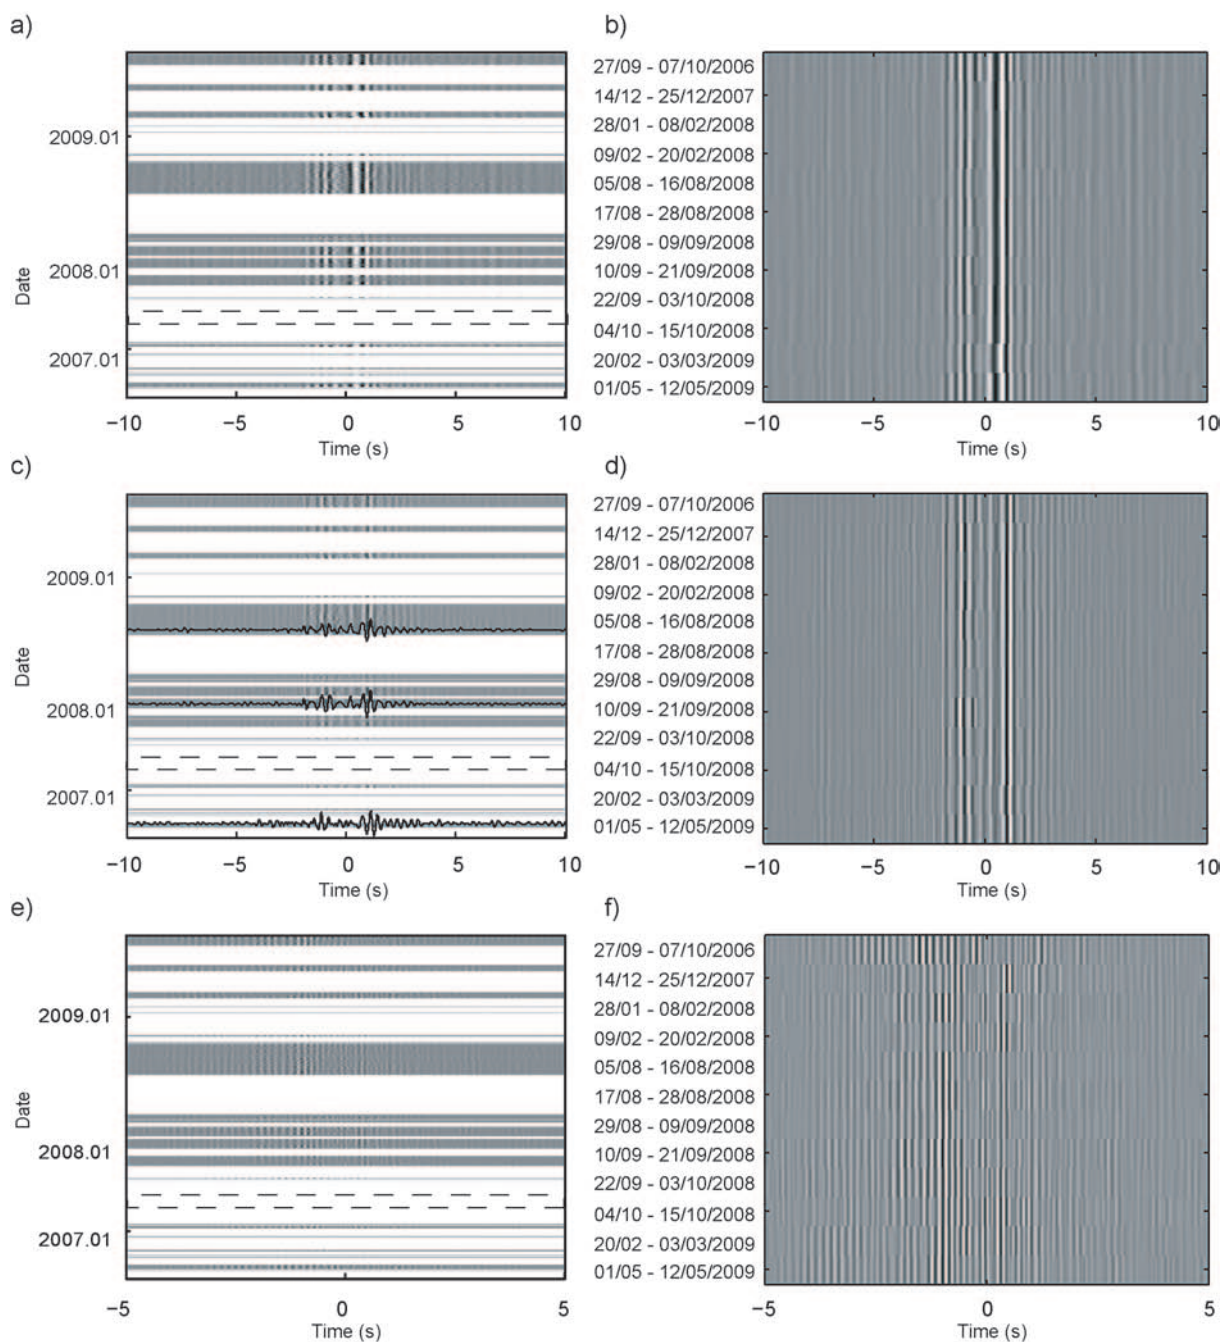 a)
Date
2009.01
2008.01
2007.01
−10
−5
0
5
10
Time (s)
b)
27/09 - 07/10/2006
14/12 - 25/12/2007
28/01 - 08/02/2008
09/02 - 20/02/2008
05/08 - 16/08/2008
17/08 - 28/08/2008
29/08 - 09/09/2008
10/09 - 21/09/2008
22/09 - 03/10/2008
04/10 - 15/10/2008
20/02 - 03/03/2009
01/05 - 12/05/2009
−10
−5
0
5
10
Time (s)
c)
Date
2009.01
2008.01
2007.01
−10
−5
0
5
10
Time (s)
d)
27/09 - 07/10/2006
14/12 - 25/12/2007
28/01 - 08/02/2008
09/02 - 20/02/2008
05/08 - 16/08/2008
17/08 - 28/08/2008
29/08 - 09/09/2008
10/09 - 21/09/2008
22/09 - 03/10/2008
04/10 - 15/10/2008
20/02 - 03/03/2009
01/05 - 12/05/2009
−10
−5
0
5
10
Time (s)
e)
Date
2009.01
2008.01
2007.01
−5
0
5
Time (s)
f)
27/09 - 07/10/2006
14/12 - 25/12/2007
28/01 - 08/02/2008
09/02 - 20/02/2008
05/08 - 16/08/2008
17/08 - 28/08/2008
29/08 - 09/09/2008
10/09 - 21/09/2008
22/09 - 03/10/2008
04/10 - 15/10/2008
20/02 - 03/03/2009
01/05 - 12/05/2009
−5
0
5
Time (s)